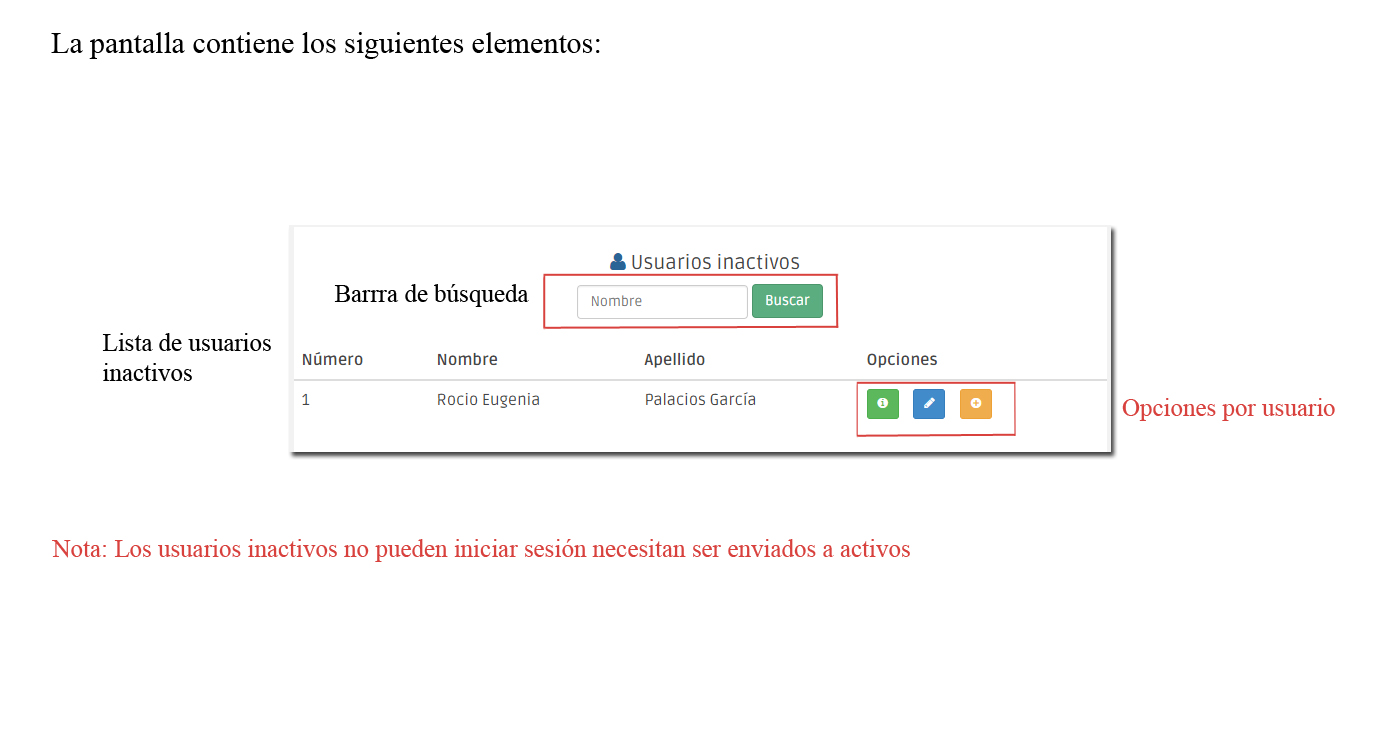 La pantalla contiene los siguientes elementos:
Usuarios inactivos
Barrra de búsqueda
Nombre
Buscar
Lista de usuarios
inactivos
Número Nombre Apellido Opciones
1 Rocio Eugenia Palacios García
Opciones por usuario
Nota: Los usuarios inactivos no pueden iniciar sesión necesitan ser enviados a activos